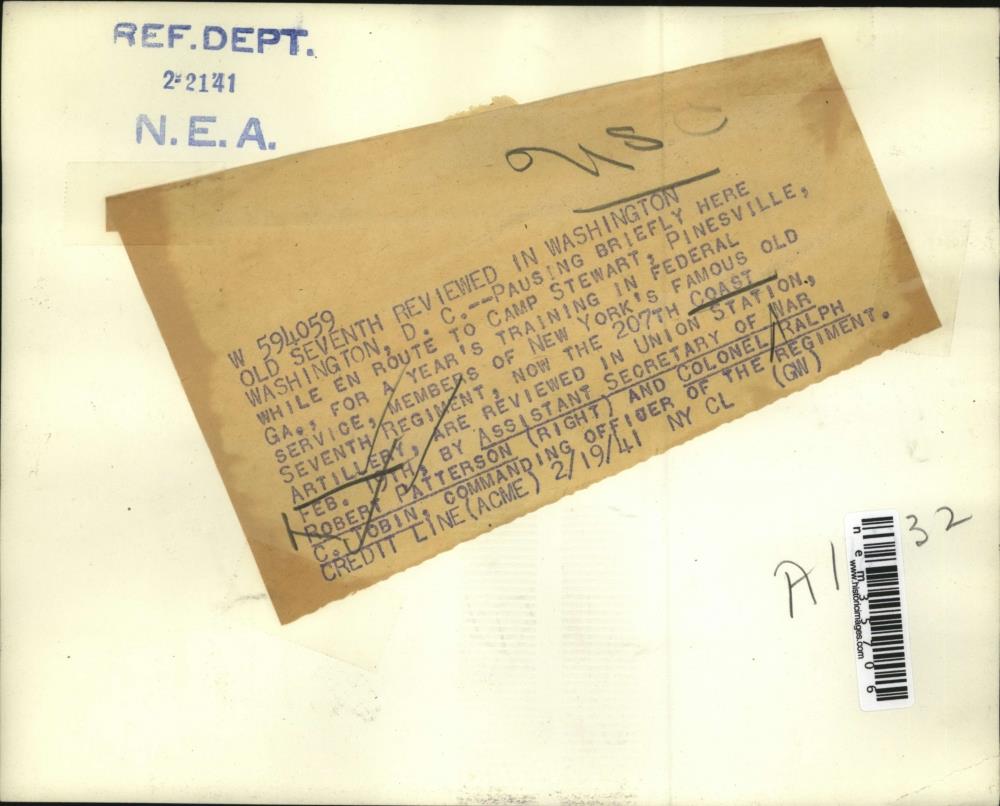 REF. DEPT.
2-21'41
N. E. A.
W 594059
OLD SEVENTH REVIEWED IN WASHINGTON
WASHINGTON, D. C.--PAUSING BRIEFLY HERE
WHILE EN ROUTE TO CAMP STEWART, PINESVILLE,
GA., FOR A YEAR'S TRAINING IN FEDERAL
SERVICE, MEMBERS OF NEW YORK'S FAMOUS OLD
SEVENTH REGIMENT, NOW THE 207TH COAST
ARTILLERY, ARE REVIEWED IN UNION STATION,
FEB. 9TH, BY ASSISTANT SECRETARY OF WAR
ROBERT PATTERSON (RIGHT) AND COLONEL RALPH
C. TOBIN, COMMANDING OFFICER OF THE REGIMENT.
CREDIT LINE (ACME) 2/19/41 NY CL (GW)
A1 32
www.historicimages.com
nem35706